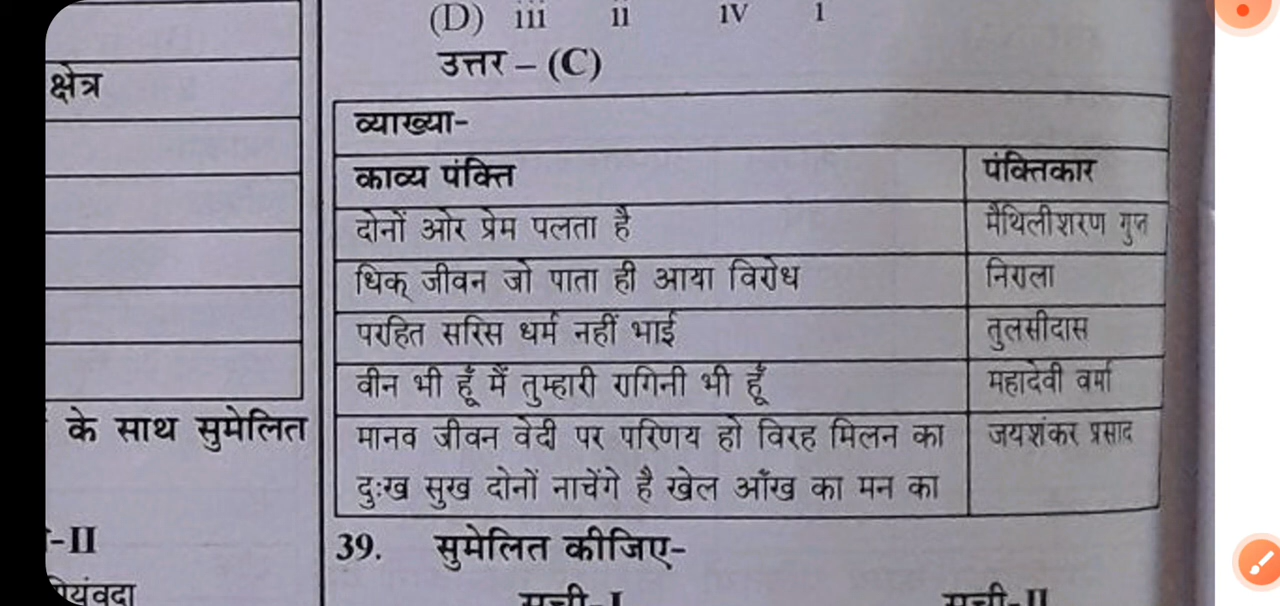 क्षेत्र
के साथ सुमेलित
-II
(D) iii ii iv i
उत्तर – (C)
व्याख्या-
काव्य पंक्ति पंक्तिकार
दोनों ओर प्रेम पलता है मैथिलीशरण गुप्त
धिक् जीवन जो पाता ही आया विरोध निराला
परहित सरिस धर्म नहीं भाई तुलसीदास
वीन भी हूँ मैं तुम्हारी रागिनी भी हूँ महादेवी वर्मा
मानव जीवन वेदी पर परिणय हो विरह मिलन का जयशंकर प्रसाद
दुःख सुख दोनों नाचेंगे है खेल आँख का मन का
39. सुमेलित कीजिए-
सूची-I सूची-II